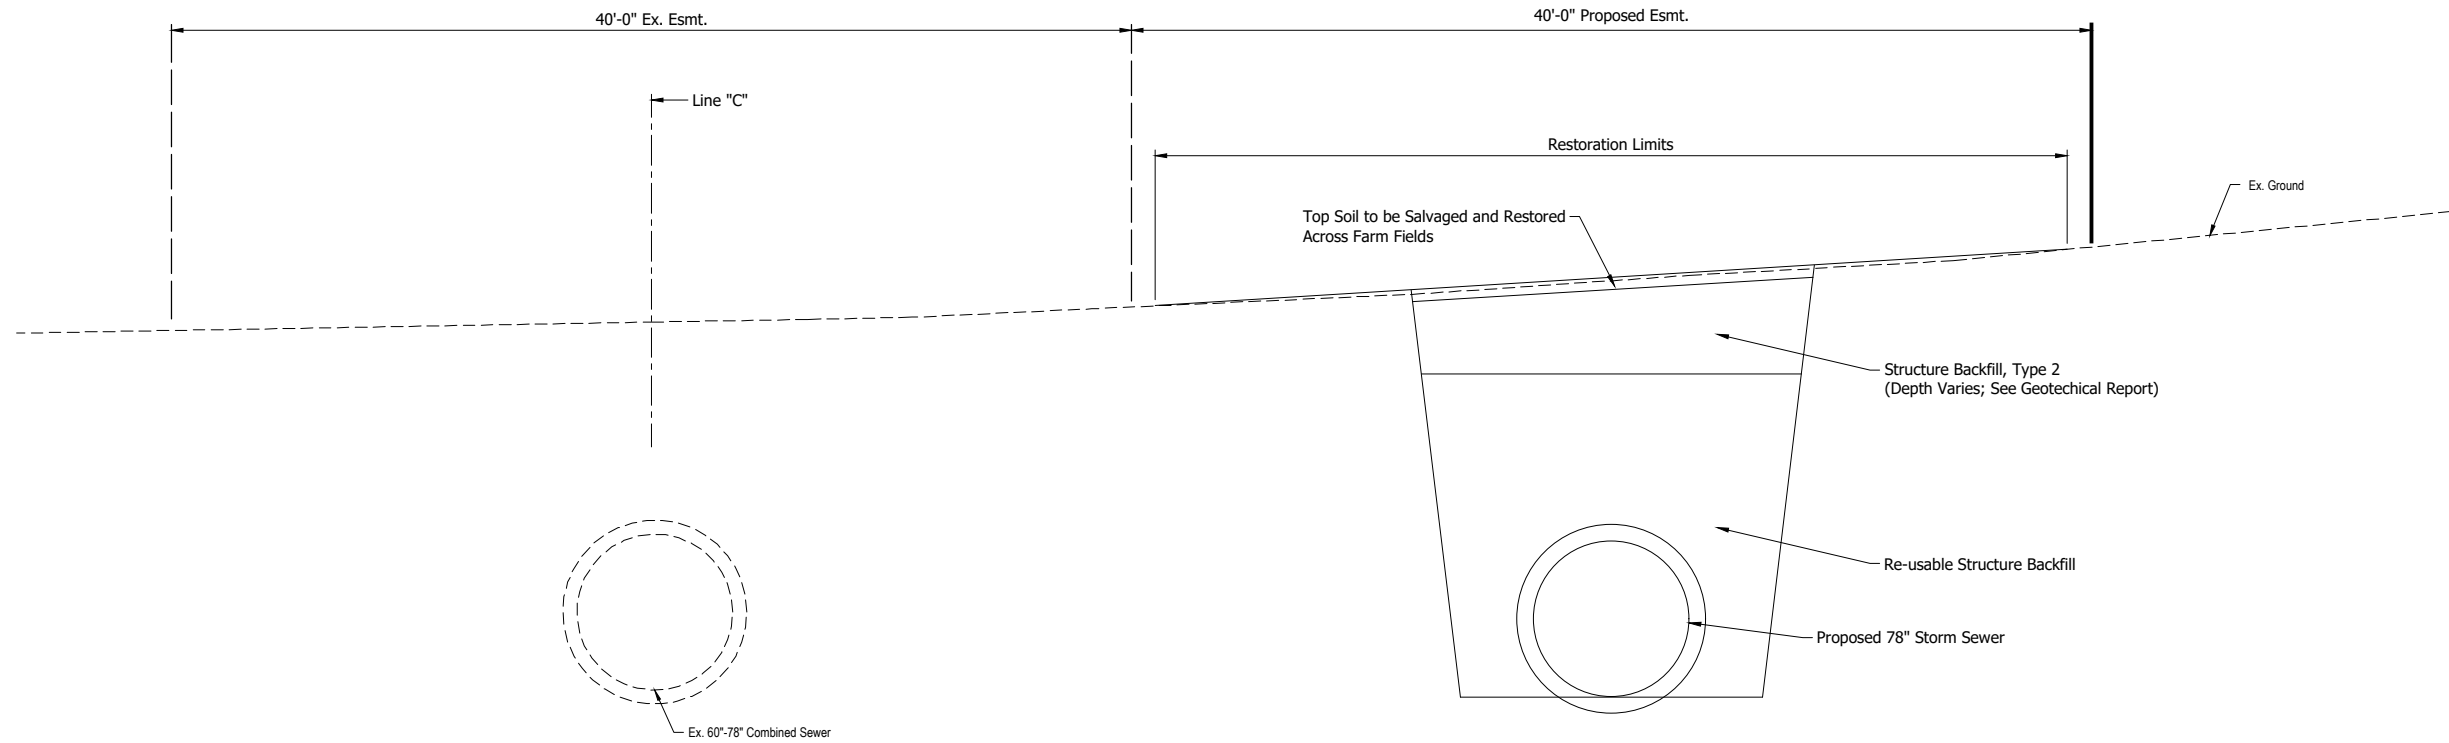 40'-0" Ex. Esmt.
40'-0" Proposed Esmt.
Line "C"
Restoration Limits
Ex. Ground
Top Soil to be Salvaged and Restored
Across Farm Fields
Structure Backfill, Type 2
(Depth Varies; See Geotechical Report)
Re-usable Structure Backfill
Proposed 78" Storm Sewer
Ex. 60"-78" Combined Sewer